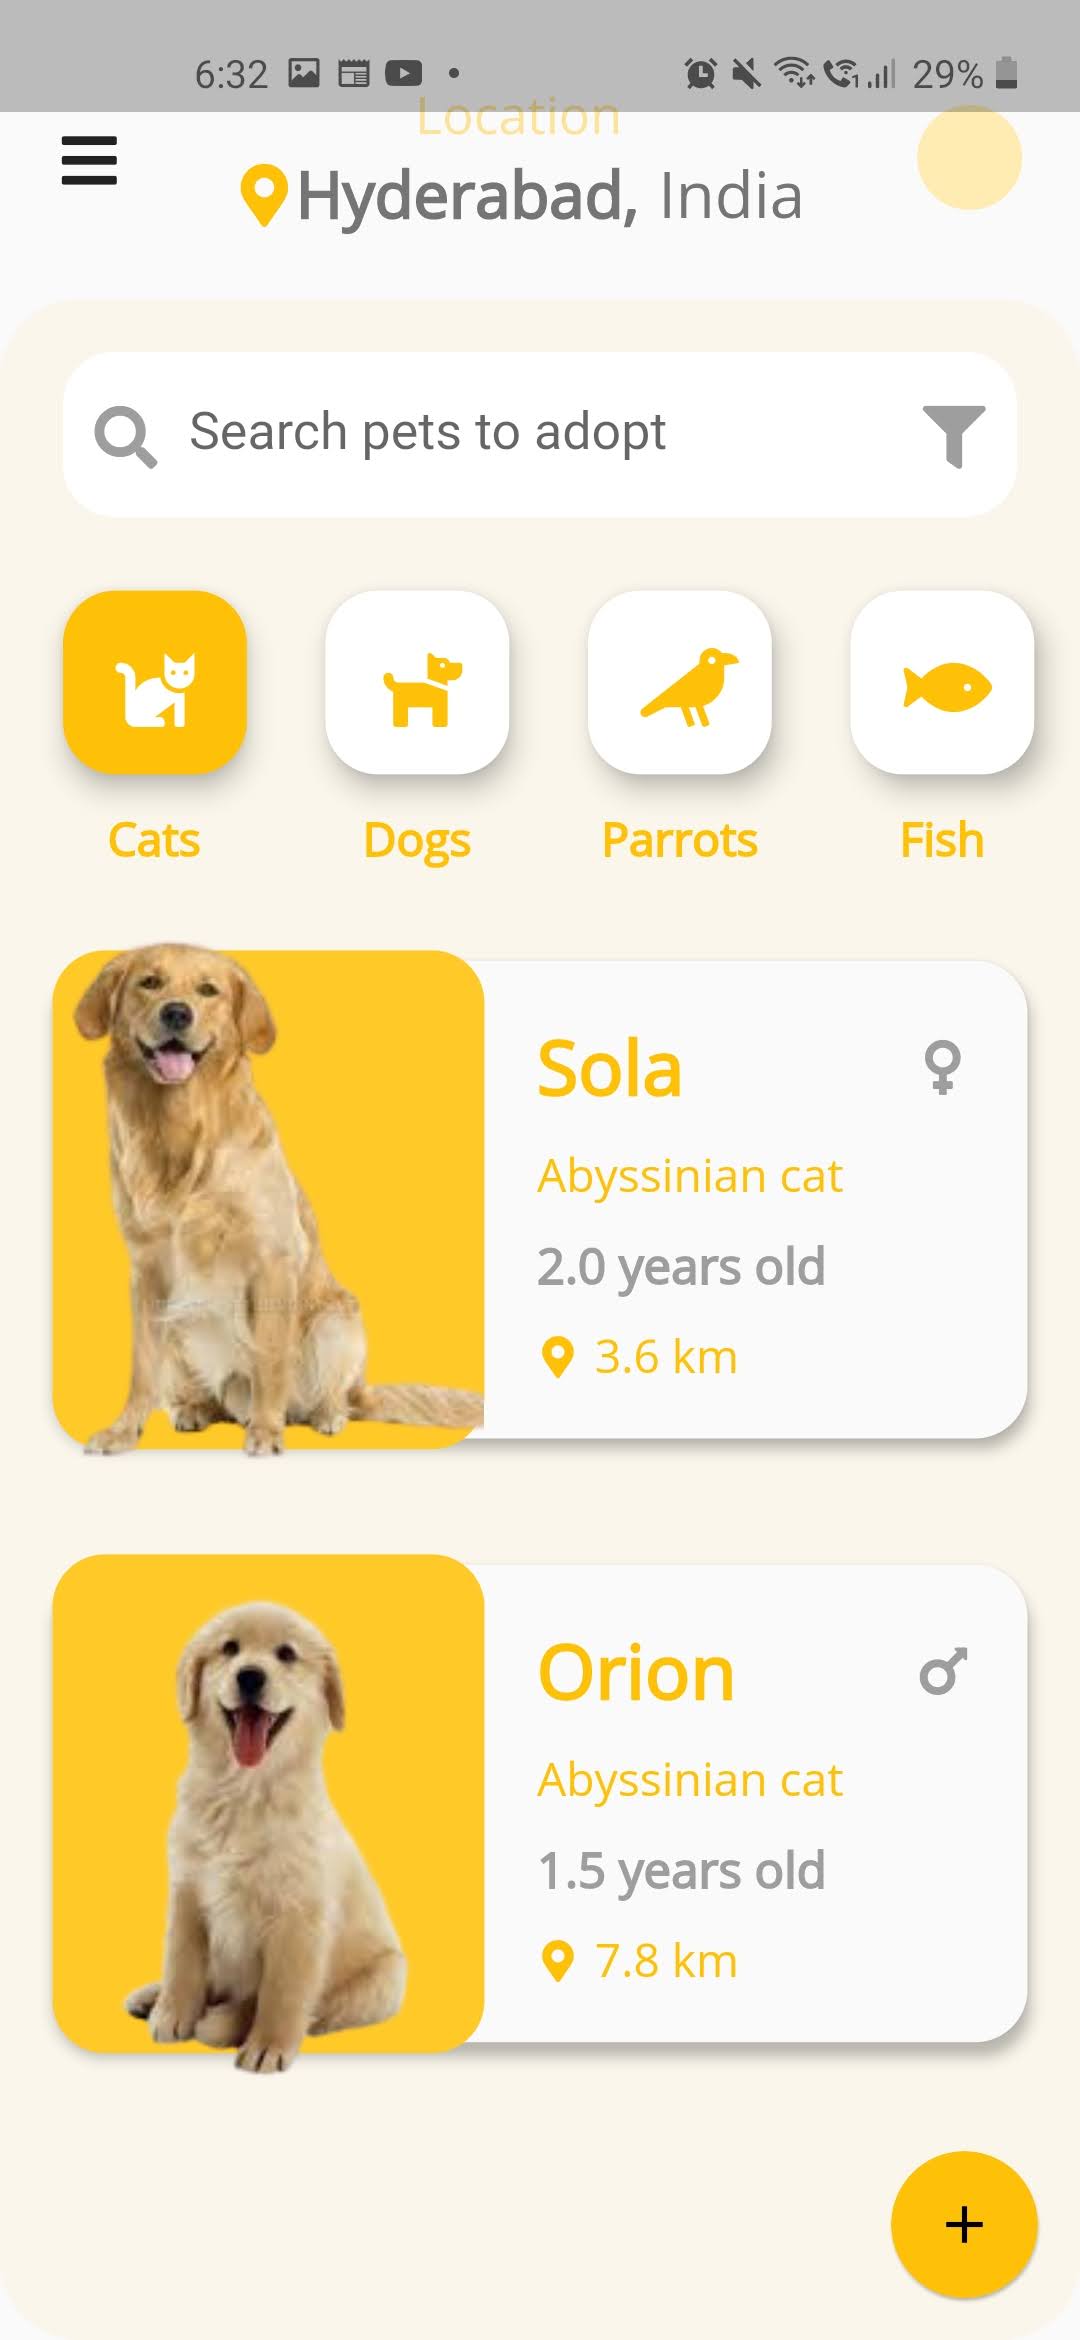 6:32 29%
Location
Hyderabad, India
Search pets to adopt
Cats Dogs Parrots Fish
Sola
Abyssinian cat
2.0 years old
3.6 km
Orion
Abyssinian cat
1.5 years old
7.8 km
+